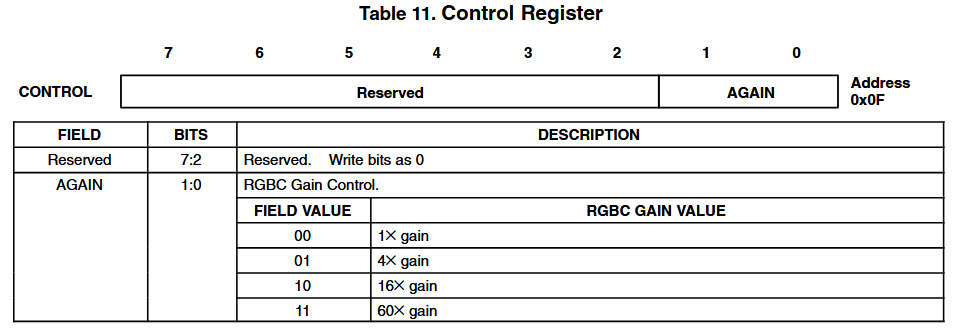 Table 11. Control Register
7 6 5 4 3 2 1 0
CONTROL Reserved AGAIN Address
0x0F
FIELD BITS DESCRIPTION
Reserved 7:2 Reserved. Write bits as 0
AGAIN 1:0 RGBC Gain Control.
FIELD VALUE RGBC GAIN VALUE
00 1× gain
01 4× gain
10 16× gain
11 60× gain